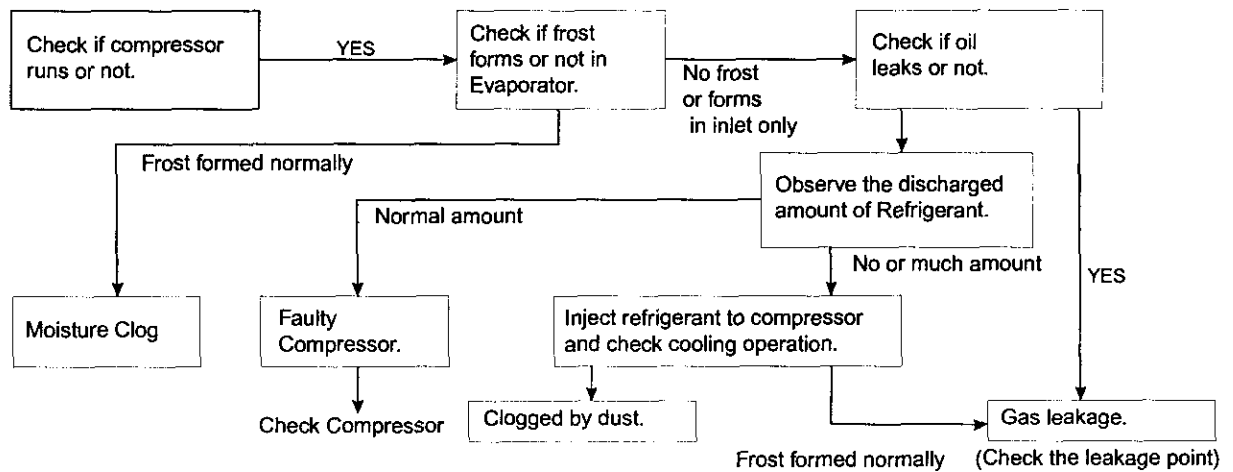 Check if compressor
runs or not.
YES
Check if frost
forms or not in
Evaporator.
No frost
or forms
in inlet only
Check if oil
leaks or not.
Frost formed normally
Observe the discharged
amount of Refrigerant.
Normal amount
No or much amount
YES
Moisture Clog
Faulty
Compressor.
Inject refrigerant to compressor
and check cooling operation.
Check Compressor
Clogged by dust.
Gas leakage.
Frost formed normally
(Check the leakage point)